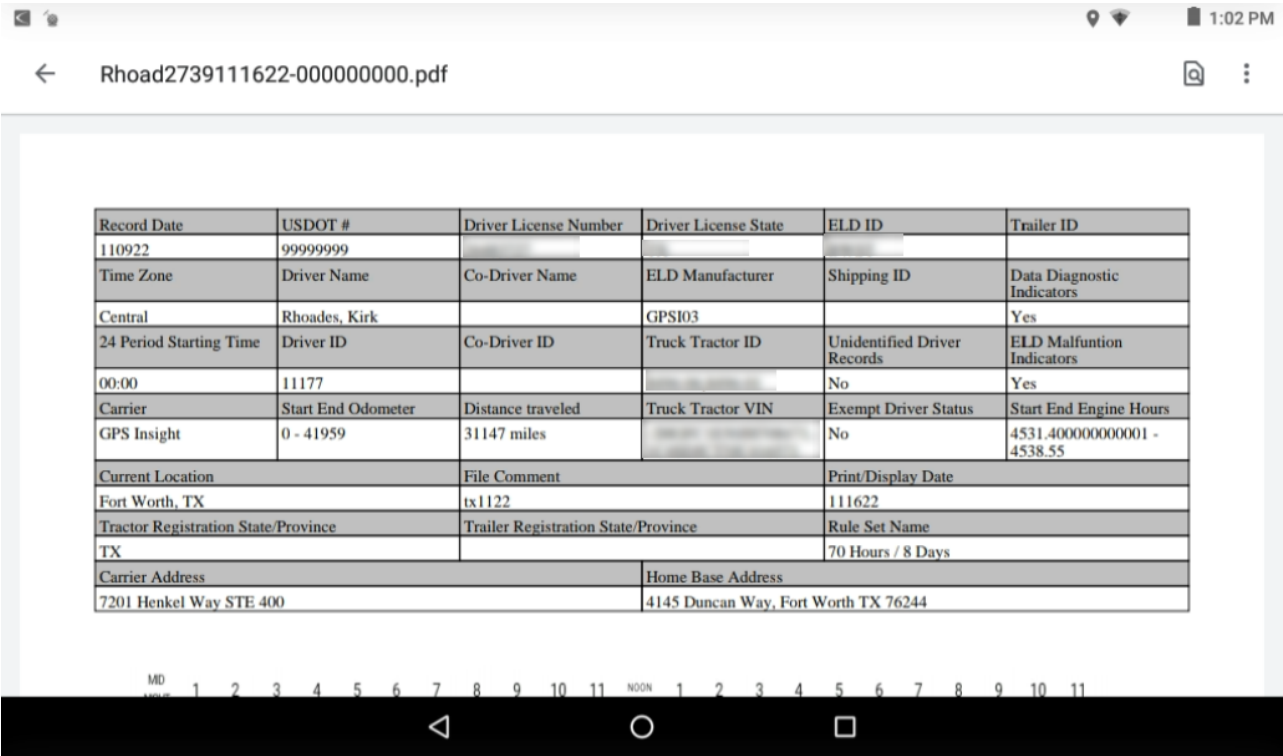 1:02 PM
Rhoad2739111622-000000000.pdf
Record Date USDOT # Driver License Number Driver License State ELD ID Trailer ID
110922 99999999
Time Zone Driver Name Co-Driver Name ELD Manufacturer Shipping ID Data Diagnostic Indicators
Central Rhoades, Kirk GPSI03 Yes
24 Period Starting Time Driver ID Co-Driver ID Truck Tractor ID Unidentified Driver Records ELD Malfuntion Indicators
00:00 11177 No Yes
Carrier Start End Odometer Distance traveled Truck Tractor VIN Exempt Driver Status Start End Engine Hours
GPS Insight 0 - 41959 31147 miles No 4531.400000000001 - 4538.55
Current Location File Comment Print/Display Date
Fort Worth, TX tx1122 111622
Tractor Registration State/Province Trailer Registration State/Province Rule Set Name
TX 70 Hours / 8 Days
Carrier Address Home Base Address
7201 Henkel Way STE 400 4145 Duncan Way, Fort Worth TX 76244
MID 1 2 3 4 5 6 7 8 9 10 11 NOON 1 2 3 4 5 6 7 8 9 10 11